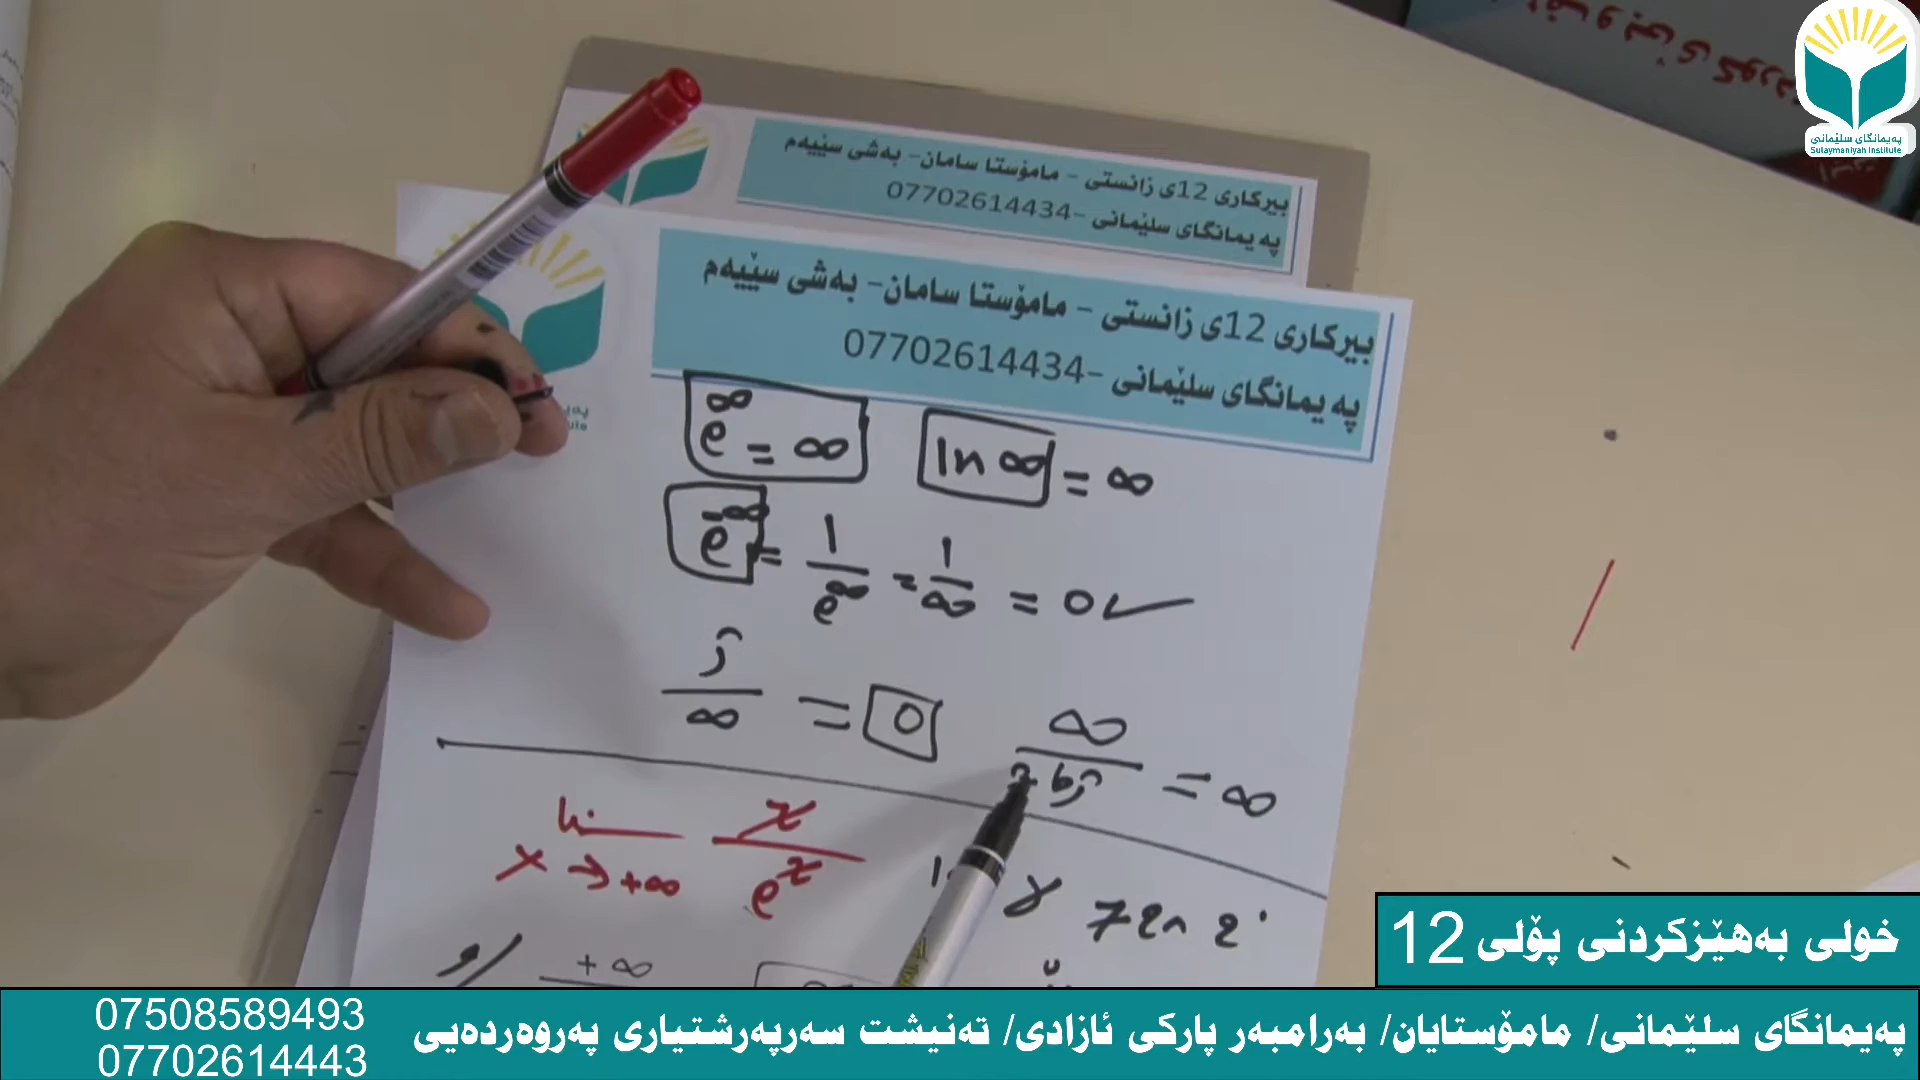 پەیمانگای سلێمانی
Sulaymaniyah Institute
بیرکاری 12ی زانستی - مامۆستا سامان- بەشی سێیەم
پەیمانگای سلێمانی -07702614434
بیرکاری 12ی زانستی - مامۆستا سامان- بەشی سێیەم
پەیمانگای سلێمانی -07702614434
e^∞ = ∞
ln ∞ = ∞
e^-∞ = 1/e^∞ = 1/∞ = 0 ✓
ژ/∞ = 0
∞/ژ = ∞
lim x→+∞ x/e^x
+∞
خولی بەهێزکردنی پۆلی 12
07508589493
07702614443
پەیمانگای سلێمانی/ مامۆستایان/ بەرامبەر پارکی ئازادی/ تەنیشت سەرپەرشتیاری پەروەردەیی